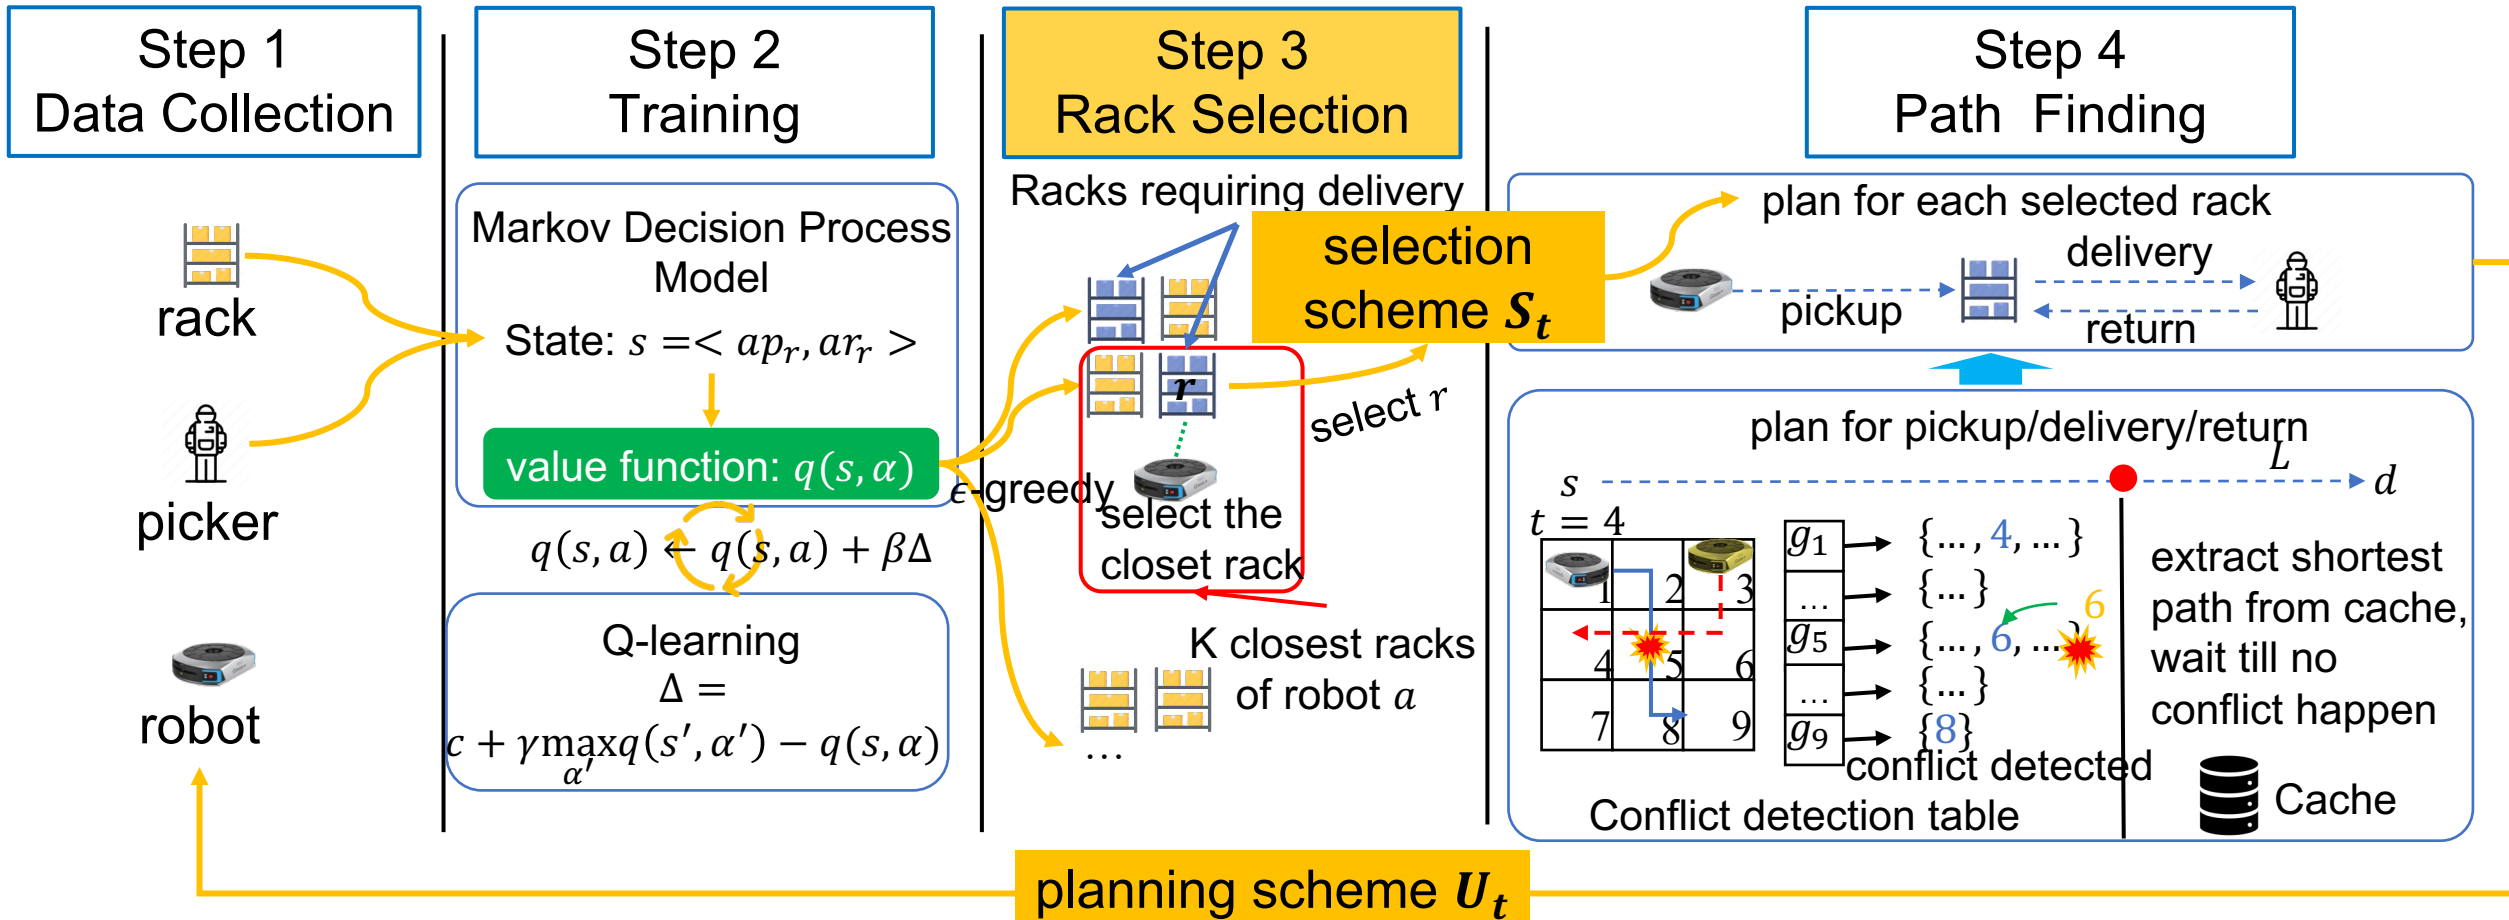 Step 1
Data Collection
rack
picker
robot
Step 2
Training
Markov Decision Process
Model
State: s =< ap_r, ar_r >
value function: q(s, α)
q(s, a) ← q(s, a) + βΔ
Q-learning
Δ =
c + γ max_{α′} q(s′, α′) − q(s, α)
Step 3
Rack Selection
Racks requiring delivery
r
select r
ϵ-greedy
select the
closet rack
K closest racks
of robot a
...
selection
scheme S_t
Step 4
Path Finding
plan for each selected rack
delivery
pickup
return
plan for pickup/delivery/return
L
s
d
t = 4
1 2 3
4 5 6
7 8 9
g_1
{... , 4, ... }
...
{... }
6
g_5
{... , 6, ... }
...
{... }
g_9
{8}
conflict detected
Conflict detection table
extract shortest
path from cache,
wait till no
conflict happen
Cache
planning scheme U_t